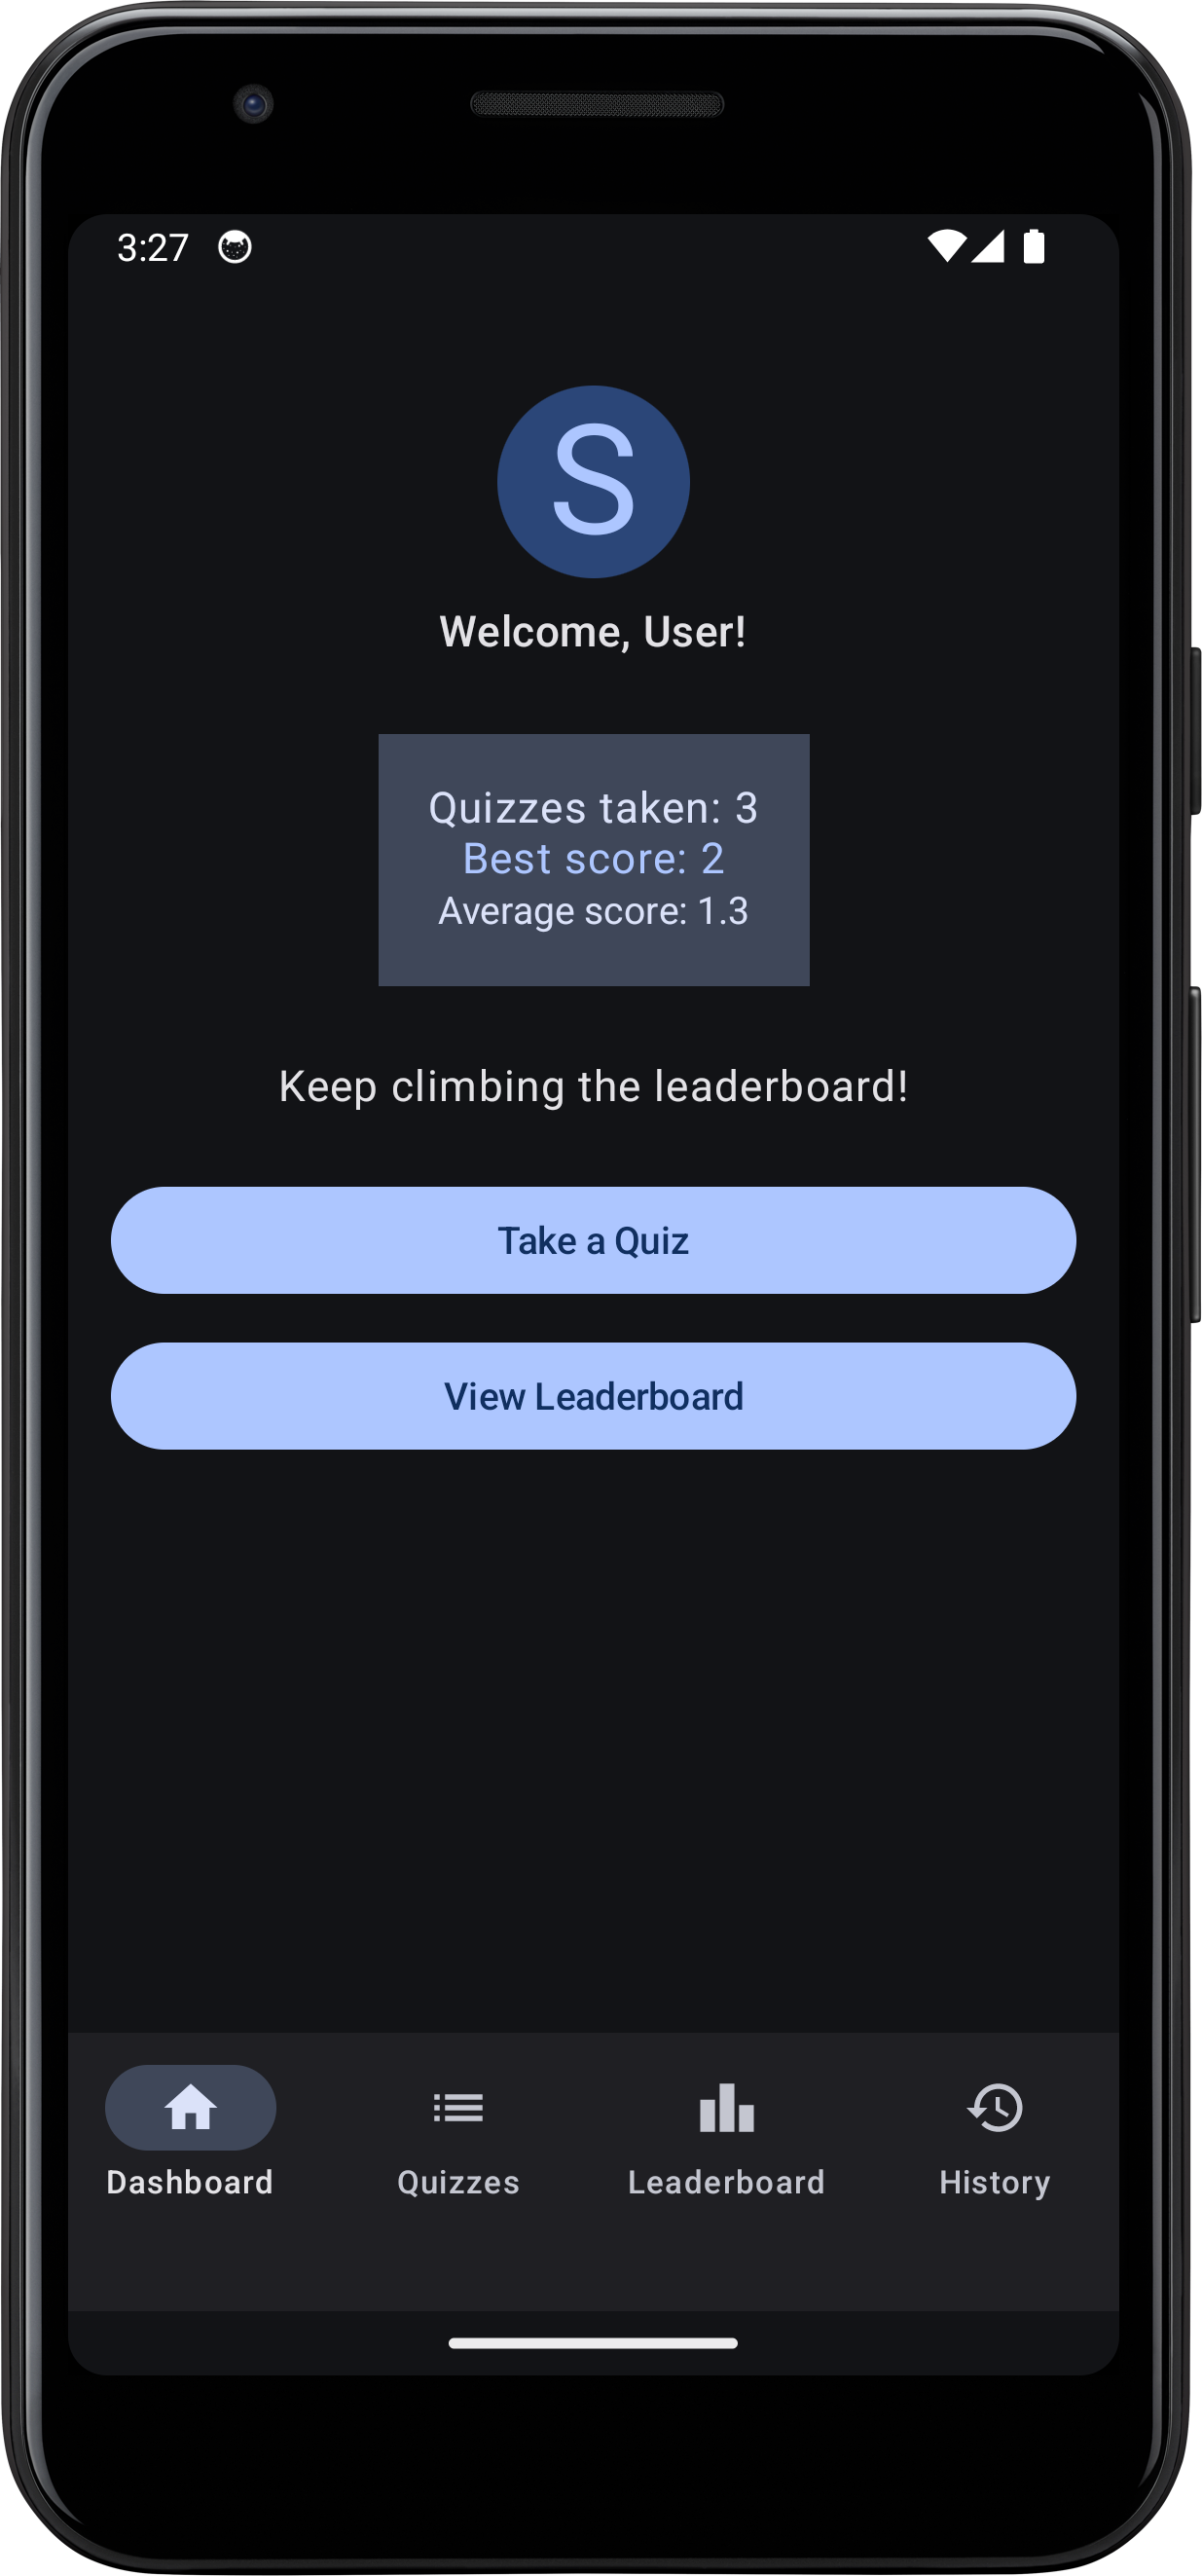 3:27
S
Welcome, User!
Quizzes taken: 3
Best score: 2
Average score: 1.3
Keep climbing the leaderboard!
Take a Quiz
View Leaderboard
Dashboard Quizzes Leaderboard History